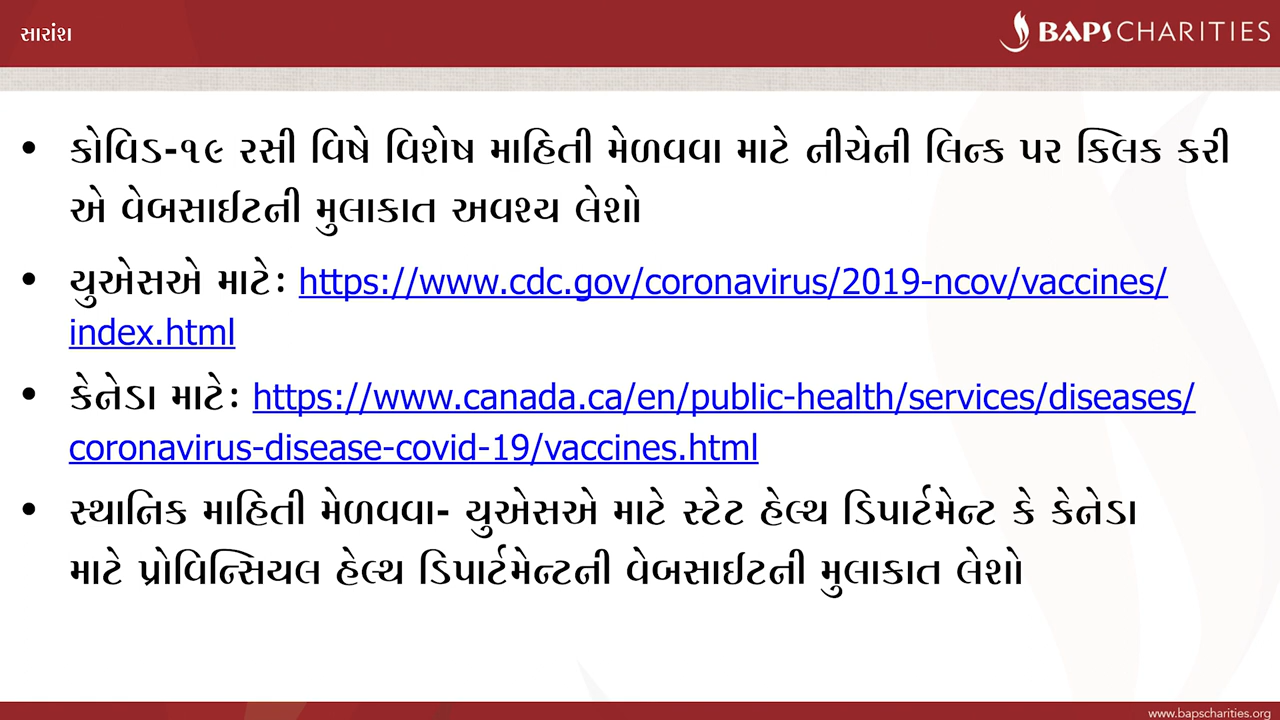 સારાંશ
BAPS CHARITIES
• કોવિડ-૧૯ રસી વિષે વિશેષ માહિતી મેળવવા માટે નીચેની લિન્ક પર ક્લિક કરી
એ વેબસાઈટની મુલાકાત અવશ્ય લેશો
• યુએસએ માટેઃ https://www.cdc.gov/coronavirus/2019-ncov/vaccines/
index.html
• કેનેડા માટેઃ https://www.canada.ca/en/public-health/services/diseases/
coronavirus-disease-covid-19/vaccines.html
• સ્થાનિક માહિતી મેળવવા- યુએસએ માટે સ્ટેટ હેલ્થ ડિપાર્ટમેન્ટ કે કેનેડા
માટે પ્રોવિન્સિયલ હેલ્થ ડિપાર્ટમેન્ટની વેબસાઈટની મુલાકાત લેશો
www.bapscharities.org